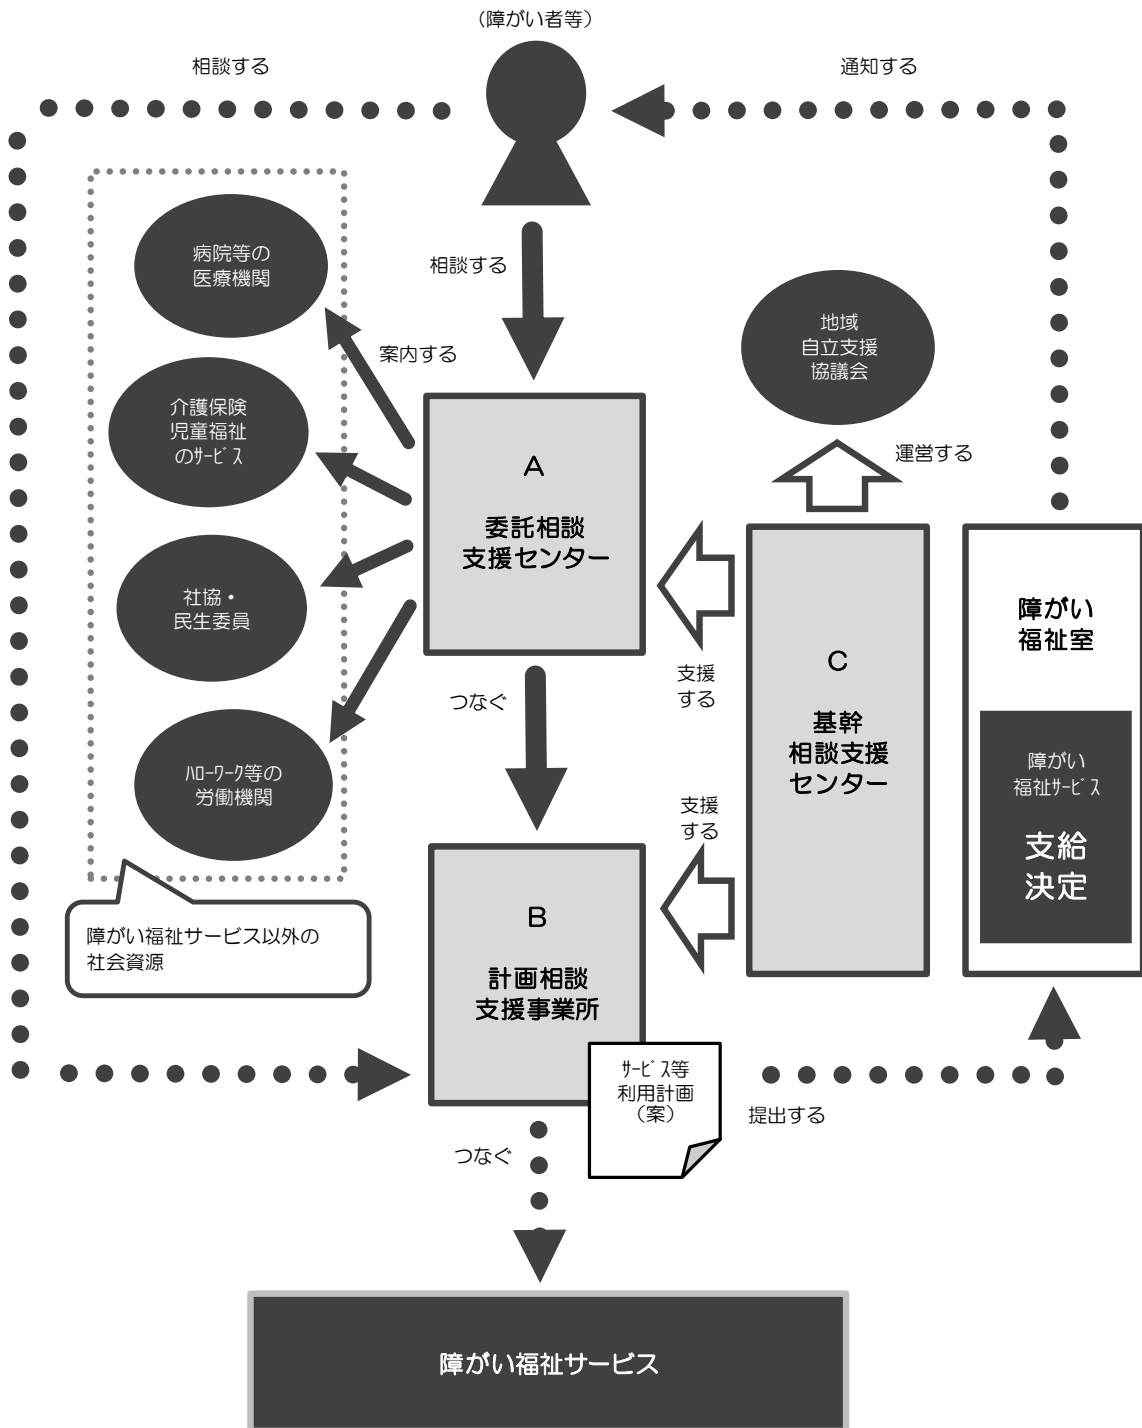 （障がい者等）
相談する
通知する
病院等の
医療機関
相談する
案内する
地域
自立支援
協議会
運営する
介護保険
児童福祉
のｻｰﾋﾞｽ
A
委託相談
支援センター
社協・
民生委員
つなぐ
支援
する
C
基幹
相談支援
センター
障がい
福祉室
障がい
福祉ｻｰﾋﾞｽ
支給
決定
ﾊﾛｰﾜｰｸ等の
労働機関
支援
する
障がい福祉サービス以外の
社会資源
B
計画相談
支援事業所
ｻｰﾋﾞｽ等
利用計画
（案）
提出する
つなぐ
障がい福祉サービス